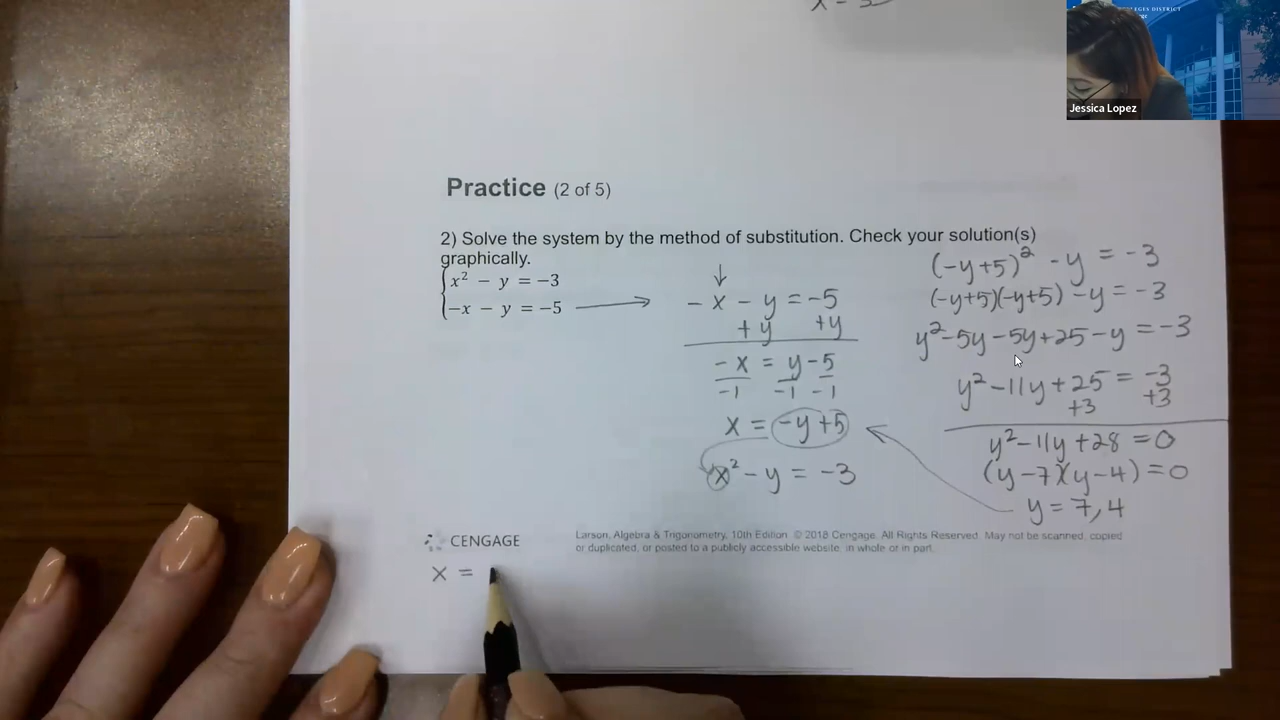 EGES DISTRICT
Jessica Lopez
Practice (2 of 5)
2) Solve the system by the method of substitution. Check your solution(s)
graphically.
x² − y = −3
−x − y = −5
− x − y = −5
+ y +y
− x = y − 5
−1 −1 −1
x = −y + 5
x² − y = −3
(−y+5)² − y = −3
(−y+5)(−y+5) − y = −3
y² − 5y − 5y + 25 − y = −3
y² − 11y + 25 = −3
+3 +3
y² − 11y + 28 = 0
(y − 7)(y − 4) = 0
y = 7, 4
CENGAGE
Larson, Algebra & Trigonometry, 10th Edition. © 2018 Cengage. All Rights Reserved. May not be scanned, copied
or duplicated, or posted to a publicly accessible website, in whole or in part.
x =